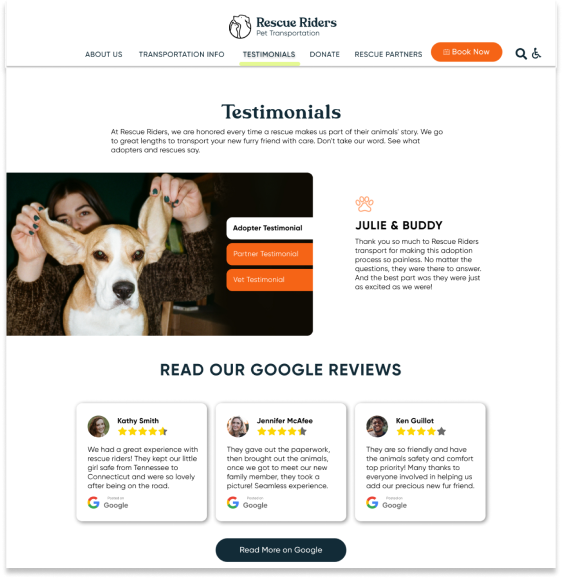 Rescue Riders
Pet Transportation
ABOUT US
TRANSPORTATION INFO
TESTIMONIALS
DONATE
RESCUE PARTNERS
Book Now
Testimonials
At Rescue Riders, we are honored every time a rescue makes us part of their animals' story. We go
to great lengths to transport your new furry friend with care. Don't take our word. See what
adopters and rescues say.
Adopter Testimonial
Partner Testimonial
Vet Testimonial
JULIE & BUDDY
Thank you so much to Rescue Riders
transport for making this adoption
process so painless. No matter the
questions, they were there to answer.
And the best part was they were just
as excited as we were!
READ OUR GOOGLE REVIEWS
Kathy Smith
We had a great experience with
rescue riders! They kept our little
girl safe from Tennessee to
Connecticut and were so lovely
after being on the road.
Posted on
Google
Jennifer McAfee
They gave out the paperwork,
then brought out the animals,
once we got to meet our new
family member, they took a
picture! Seamless experience.
Posted on
Google
Ken Guillot
They are so friendly and have
the animals safety and comfort
top priority! Many thanks to
everyone involved in helping us
add our precious new fur friend.
Posted on
Google
Read More on Google